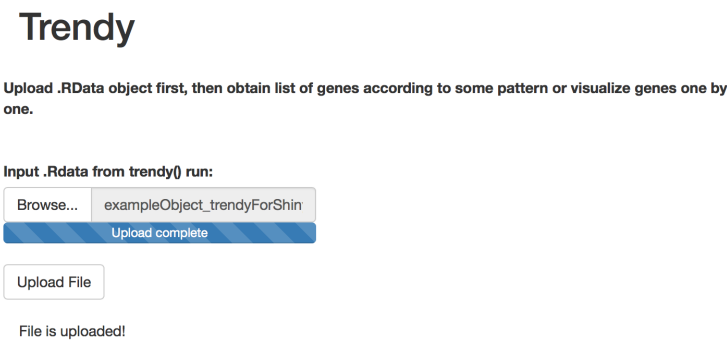 Trendy
Upload .RData object first, then obtain list of genes according to some pattern or visualize genes one by
one.
Input .Rdata from trendy() run:
Browse... exampleObject_trendyForShin
Upload complete
Upload File
File is uploaded!